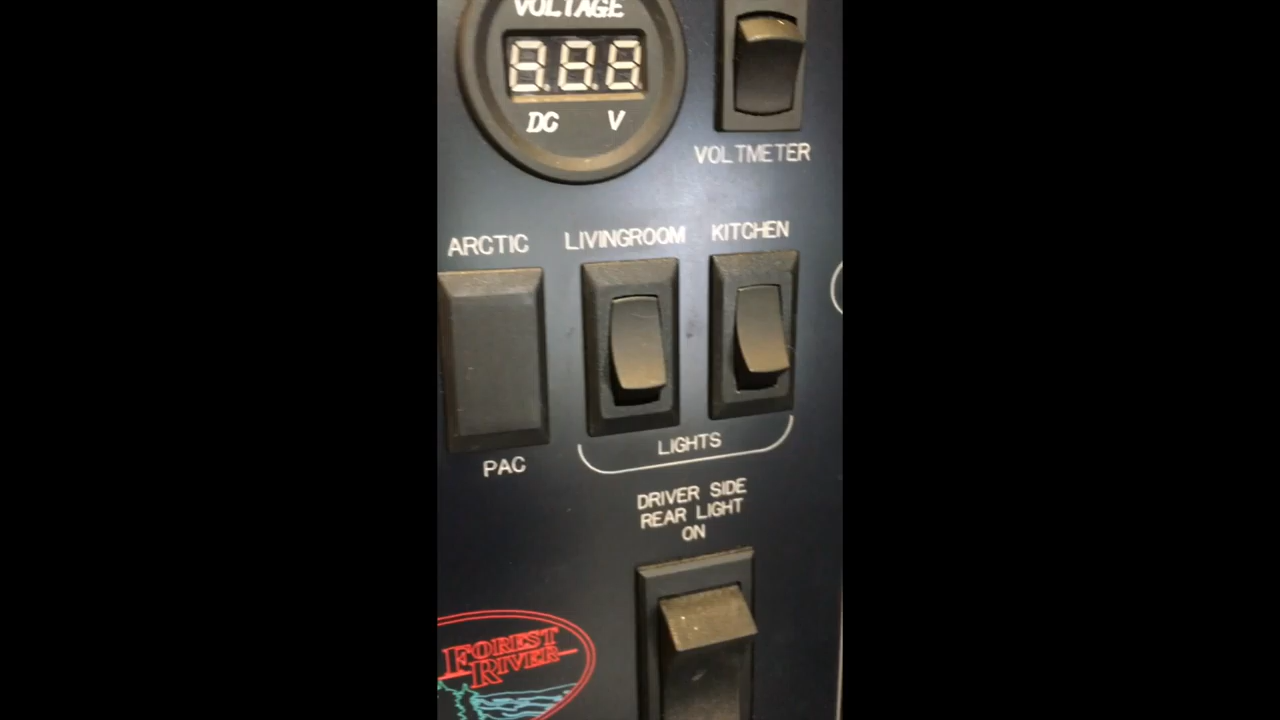 VOLTAGE
8.8.8
DC V
VOLTMETER
ARCTIC
LIVINGROOM
KITCHEN
PAC
LIGHTS
DRIVER SIDE
REAR LIGHT
ON
FOREST
RIVER